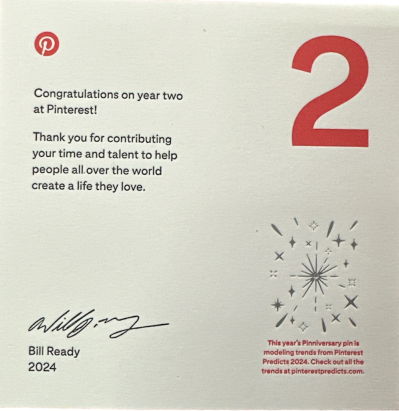 2
Congratulations on year two
at Pinterest!
Thank you for contributing
your time and talent to help
people all over the world
create a life they love.
Bill Ready
2024
This year's Pinniversary pin is
modeling trends from Pinterest
Predicts 2024. Check out all the
trends at pinterestpredicts.com.